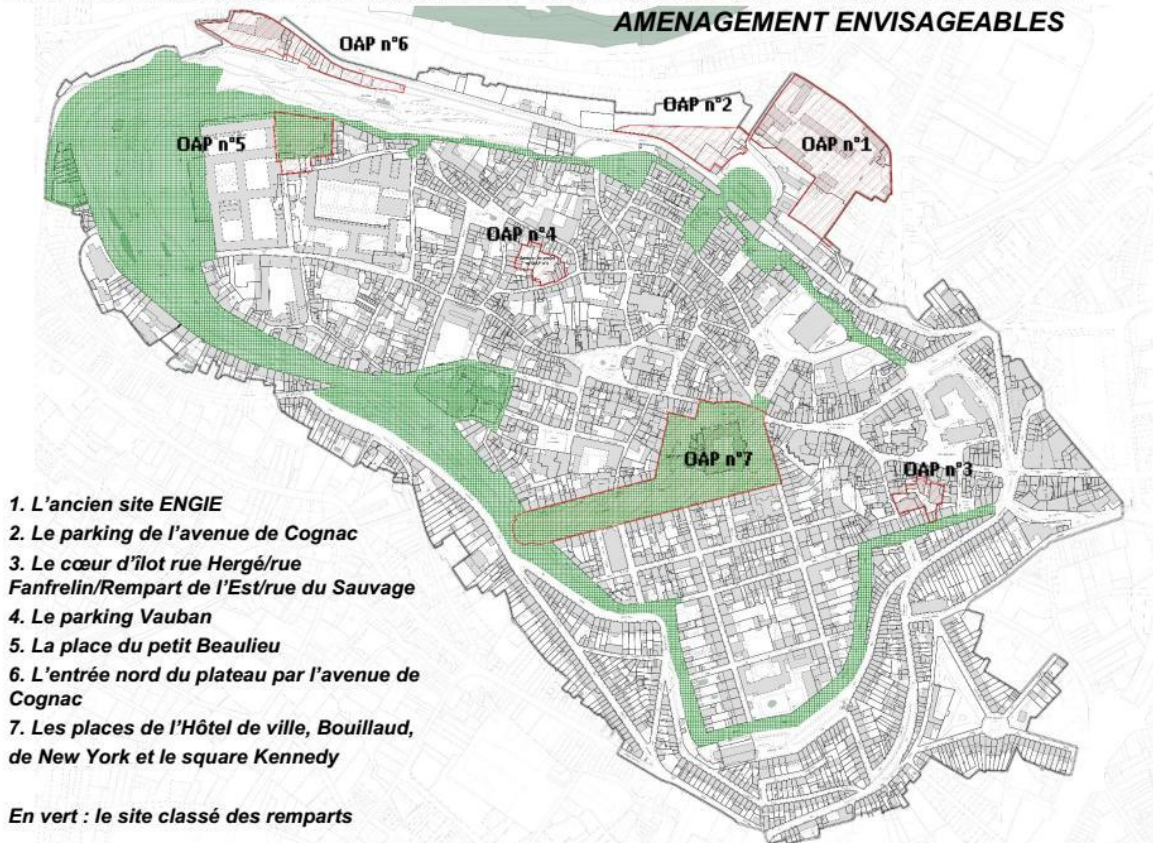 AMENAGEMENT ENVISAGEABLES
OAP n°6
OAP n°2
OAP n°1
OAP n°5
OAP n°4
OAP n°7
OAP n°3
1. L'ancien site ENGIE
2. Le parking de l'avenue de Cognac
3. Le cœur d'îlot rue Hergé/rue
Fanfrelin/Rempart de l'Est/rue du Sauvage
4. Le parking Vauban
5. La place du petit Beaulieu
6. L'entrée nord du plateau par l'avenue de
Cognac
7. Les places de l'Hôtel de ville, Bouillaud,
de New York et le square Kennedy
En vert : le site classé des remparts